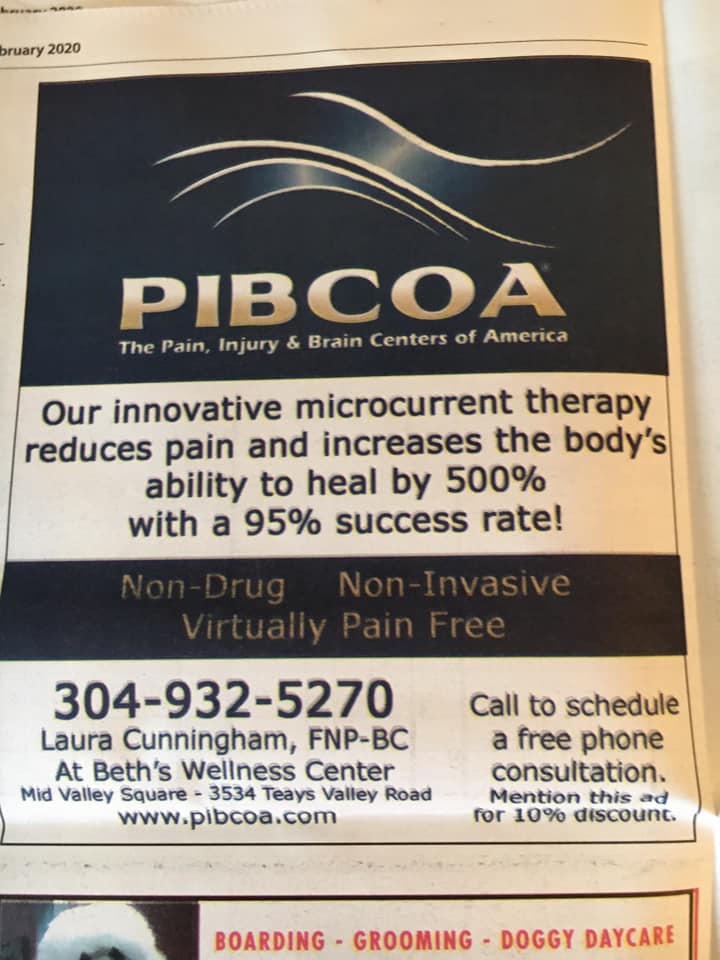 bruary 2020
PIBCOA
The Pain, Injury & Brain Centers of America
Our innovative microcurrent therapy
reduces pain and increases the body's
ability to heal by 500%
with a 95% success rate!
Non-Drug Non-Invasive
Virtually Pain Free
304-932-5270
Laura Cunningham, FNP-BC
At Beth's Wellness Center
Mid Valley Square - 3534 Teays Valley Road
www.pibcoa.com
Call to schedule
a free phone
consultation.
Mention this ad
for 10% discount.
BOARDING - GROOMING - DOGGY DAYCARE